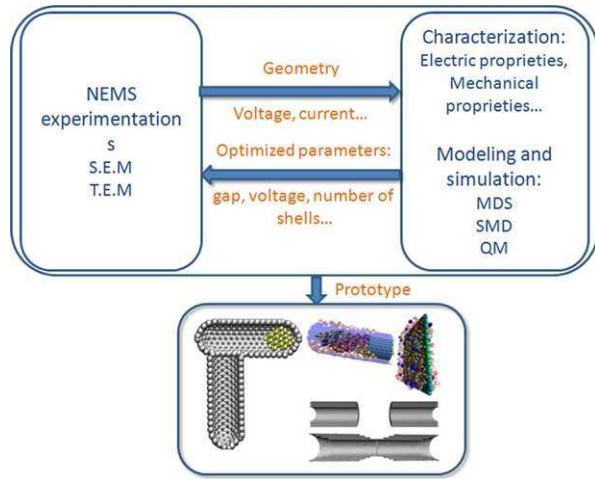 NEMS
experimentation
s
S.E.M
T.E.M
Geometry
Voltage, current...
Optimized parameters:
gap, voltage, number of
shells...
Characterization:
Electric proprieties,
Mechanical
proprieties...
Modeling and
simulation:
MDS
SMD
QM
Prototype